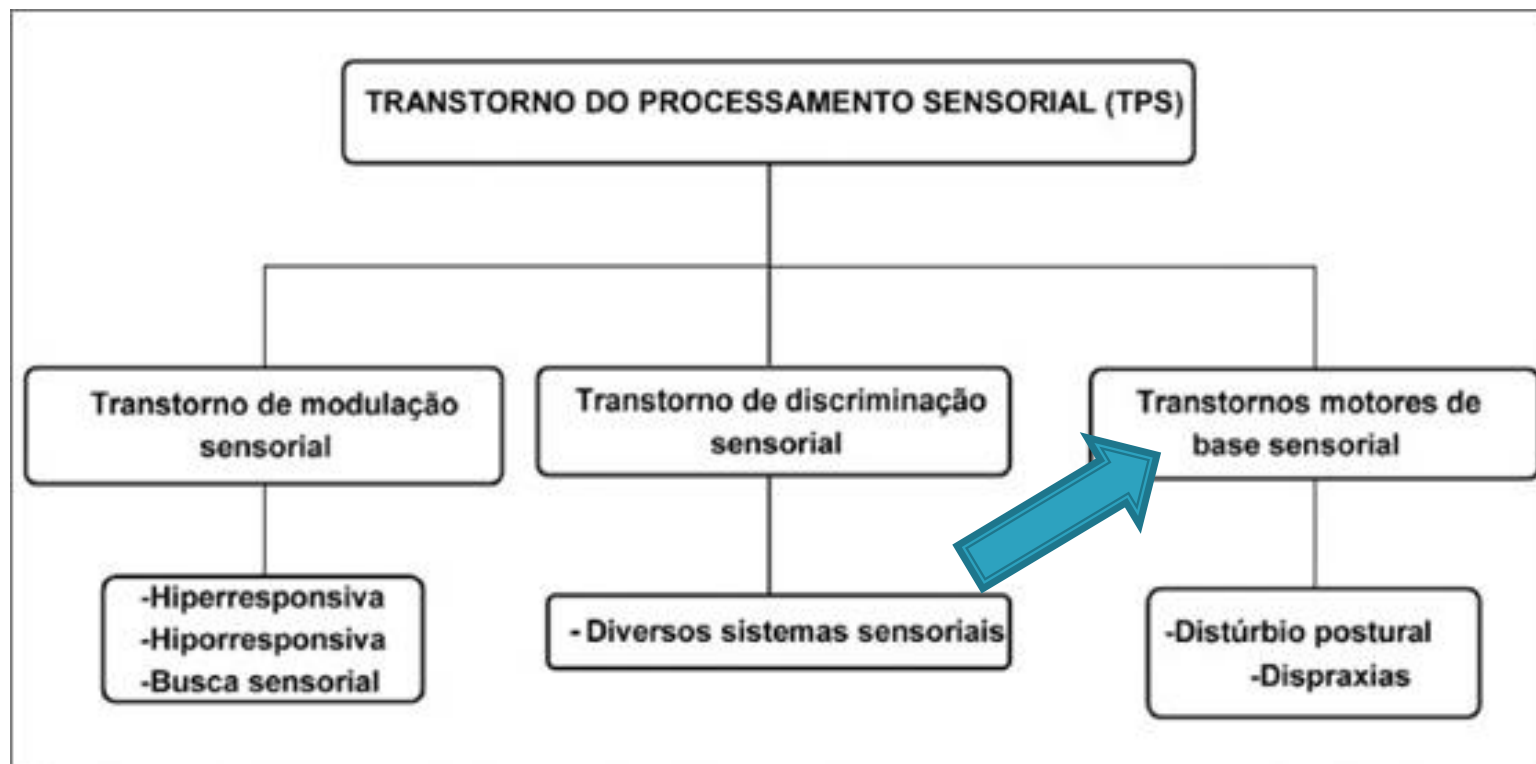 TRANSTORNO DO PROCESSAMENTO SENSORIAL (TPS)
Transtorno de modulação
sensorial
Transtorno de discriminação
sensorial
Transtornos motores de
base sensorial
-Hiperresponsiva
-Hiporresponsiva
-Busca sensorial
- Diversos sistemas sensoriais
-Distúrbio postural
-Dispraxias